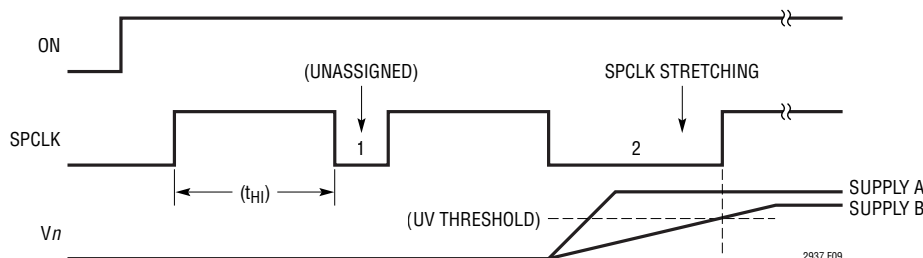 ON
(UNASSIGNED)
SPCLK STRETCHING
SPCLK
1
2
(tHI)
SUPPLY A
SUPPLY B
(UV THRESHOLD)
Vn
2937 F09